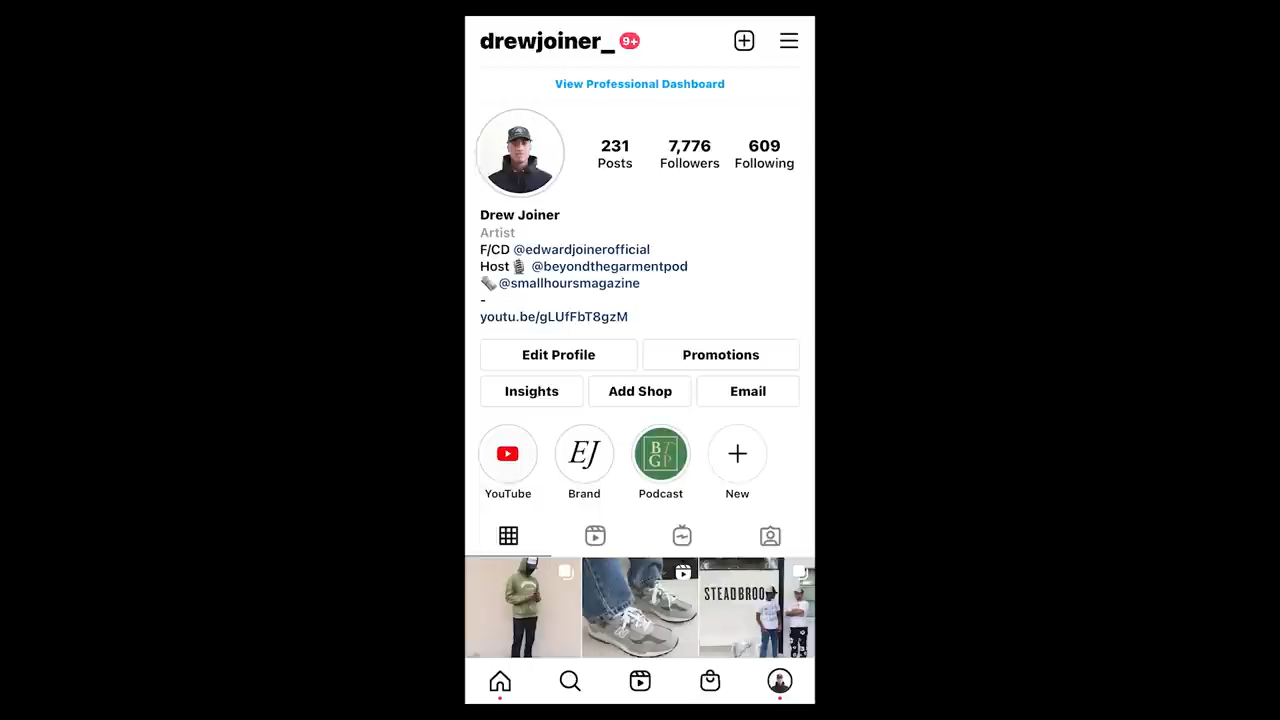 drewjoiner_ 9+
View Professional Dashboard
231 7,776 609
Posts Followers Following
Drew Joiner
Artist
F/CD @edwardjoinerofficial
Host @beyondthegarmentpod
@smallhoursmagazine
-
youtu.be/gLUfFbT8gzM
Edit Profile Promotions
Insights Add Shop Email
EJ
B T
G P
YouTube Brand Podcast New
STEADBROO